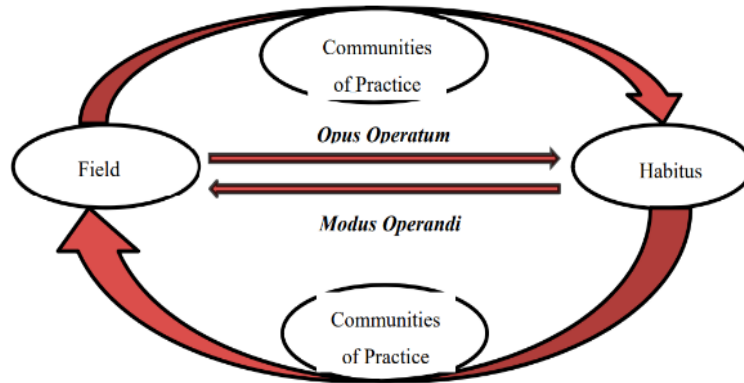 Communities
of Practice
Opus Operatum
Field
Habitus
Modus Operandi
Communities
of Practice